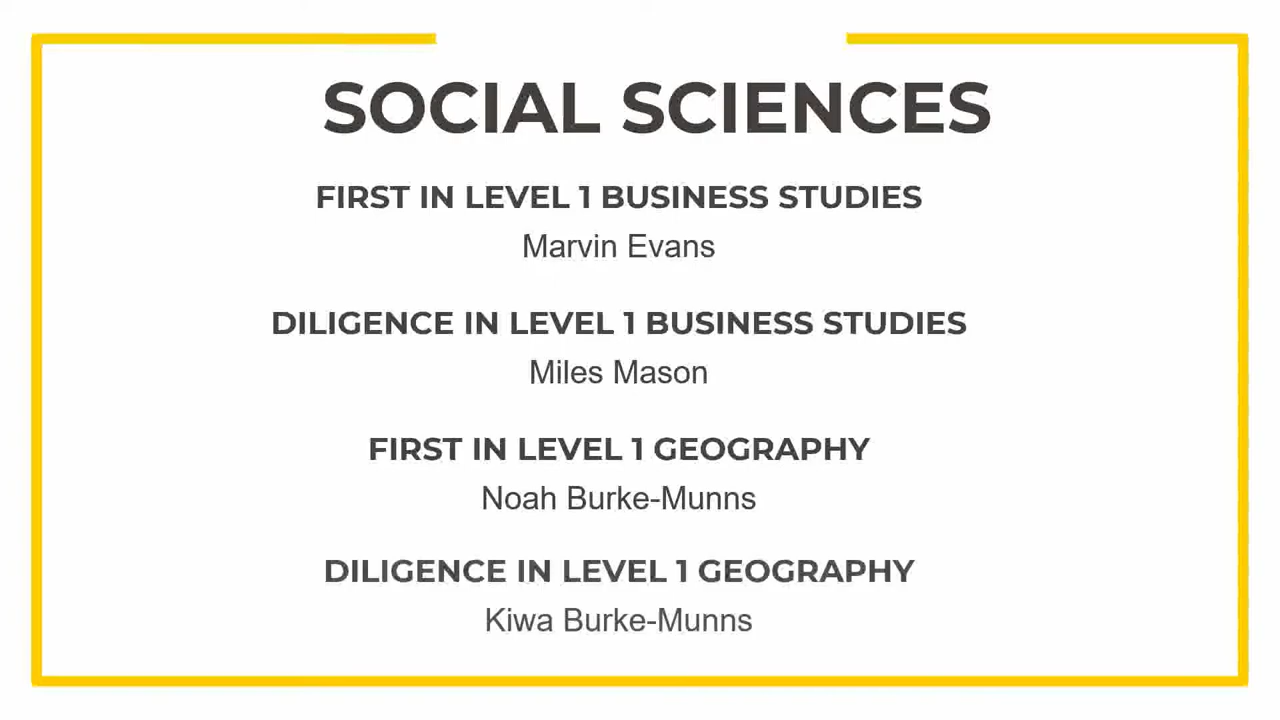 SOCIAL SCIENCES
FIRST IN LEVEL 1 BUSINESS STUDIES
Marvin Evans
DILIGENCE IN LEVEL 1 BUSINESS STUDIES
Miles Mason
FIRST IN LEVEL 1 GEOGRAPHY
Noah Burke-Munns
DILIGENCE IN LEVEL 1 GEOGRAPHY
Kiwa Burke-Munns